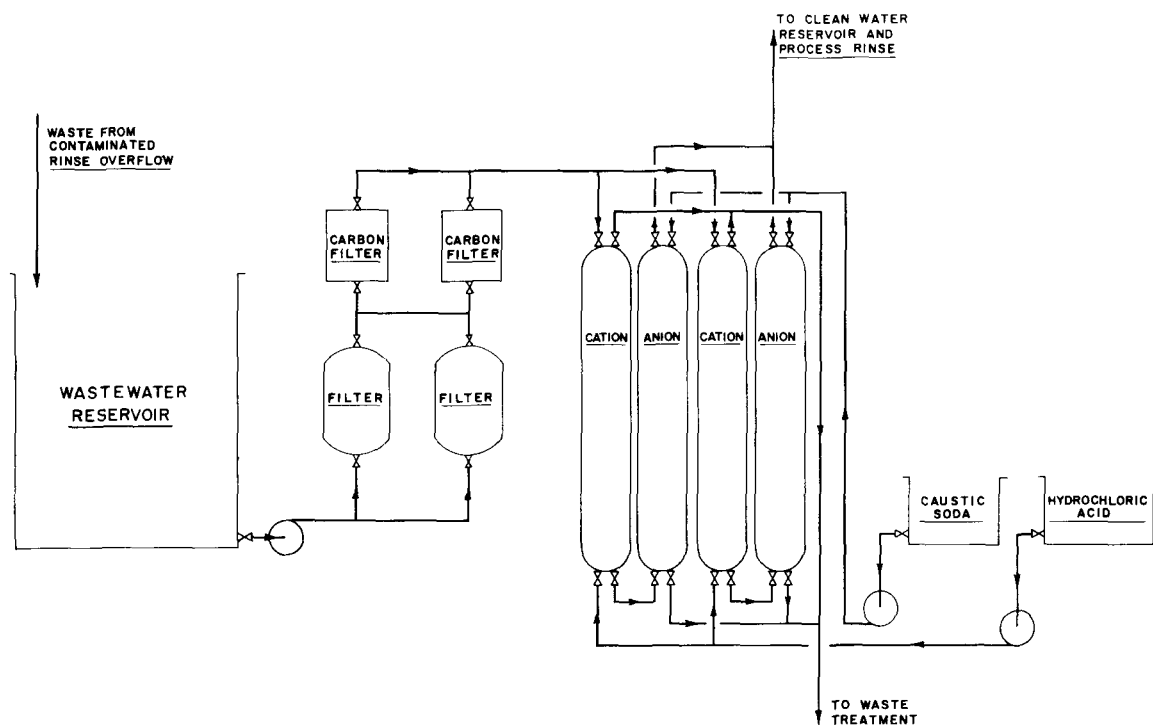 TO CLEAN WATER
RESERVOIR AND
PROCESS RINSE
WASTE FROM
CONTAMINATED
RINSE OVERFLOW
CARBON
FILTER
CARBON
FILTER
CATION
ANION
CATION
ANION
WASTEWATER
RESERVOIR
FILTER
FILTER
CAUSTIC
SODA
HYDROCHLORIC
ACID
TO WASTE
TREATMENT